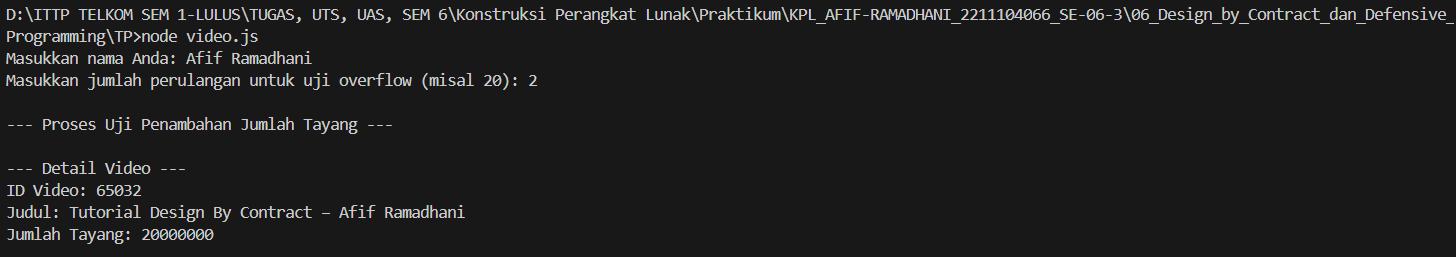 D:\ITTP TELKOM SEM 1-LULUS\TUGAS, UTS, UAS, SEM 6\Konstruksi Perangkat Lunak\Praktikum\KPL_AFIF-RAMADHANI_2211104066_SE-06-3\06_Design_by_Contract_dan_Defensive_
Programming\TP>node video.js
Masukkan nama Anda: Afif Ramadhani
Masukkan jumlah perulangan untuk uji overflow (misal 20): 2
--- Proses Uji Penambahan Jumlah Tayang ---
--- Detail Video ---
ID Video: 65032
Judul: Tutorial Design By Contract – Afif Ramadhani
Jumlah Tayang: 20000000